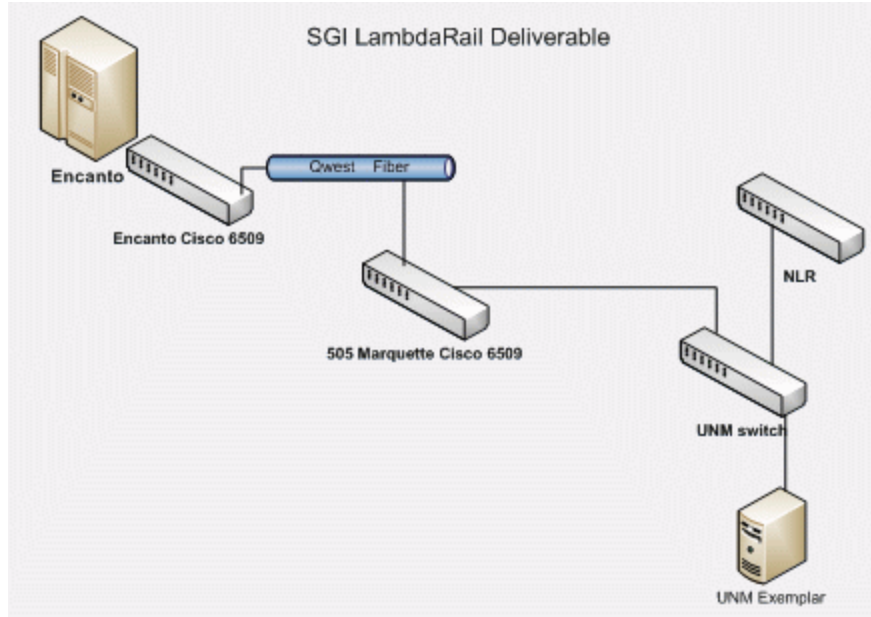 SGI LambdaRail Deliverable
Encanto
Qwest Fiber
Encanto Cisco 6509
NLR
505 Marquette Cisco 6509
UNM switch
UNM Exemplar